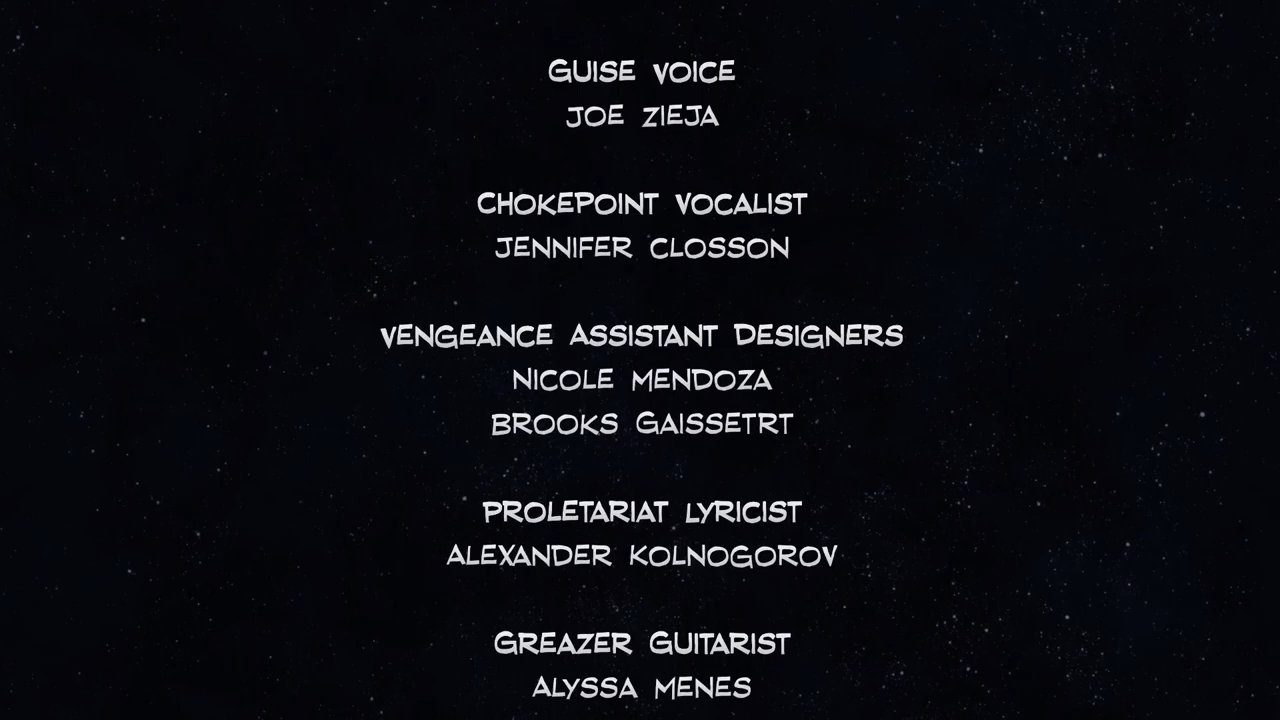 GUISE VOICE
JOE ZIEJA
CHOKEPOINT VOCALIST
JENNIFER CLOSSON
VENGEANCE ASSISTANT DESIGNERS
NICOLE MENDOZA
BROOKS GAISSETRT
PROLETARIAT LYRICIST
ALEXANDER KOLNOGOROV
GREAZER GUITARIST
ALYSSA MENES